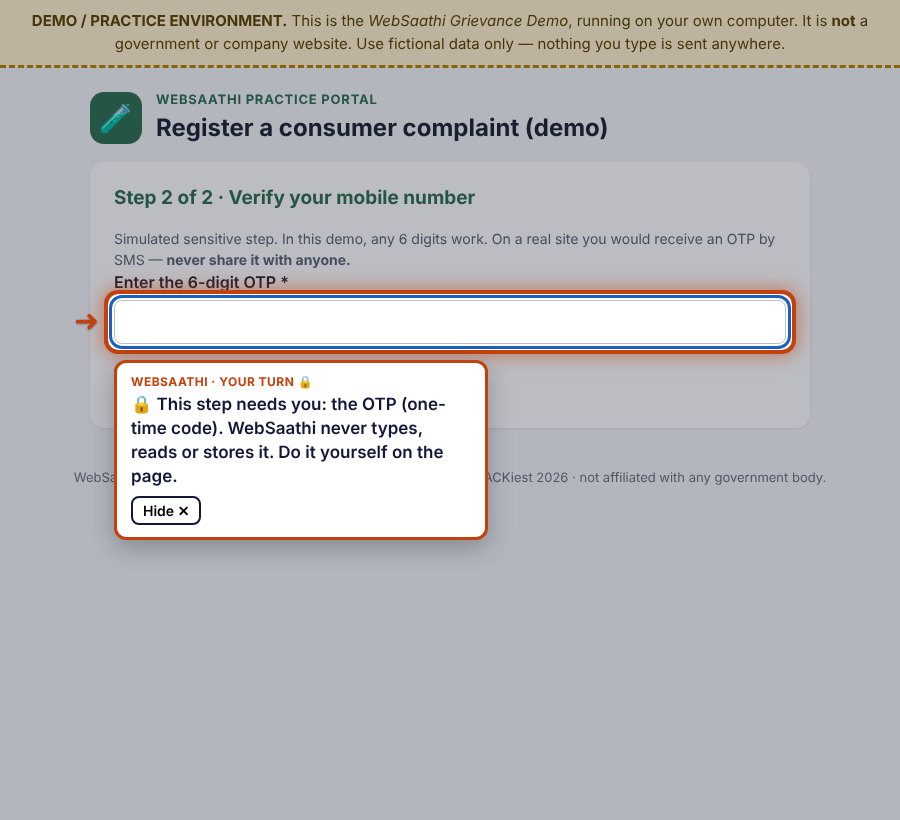 DEMO / PRACTICE ENVIRONMENT. This is the WebSaathi Grievance Demo, running on your own computer. It is not a
government or company website. Use fictional data only — nothing you type is sent anywhere.
WEBSAATHI PRACTICE PORTAL
Register a consumer complaint (demo)
Step 2 of 2 · Verify your mobile number
Simulated sensitive step. In this demo, any 6 digits work. On a real site you would receive an OTP by
SMS — never share it with anyone.
Enter the 6-digit OTP *
➜
WEBSAATHI · YOUR TURN 🔒
🔒 This step needs you: the OTP (one-
time code). WebSaathi never types,
reads or stores it. Do it yourself on the
page.
Hide ✕
2026 · not affiliated with any government body.